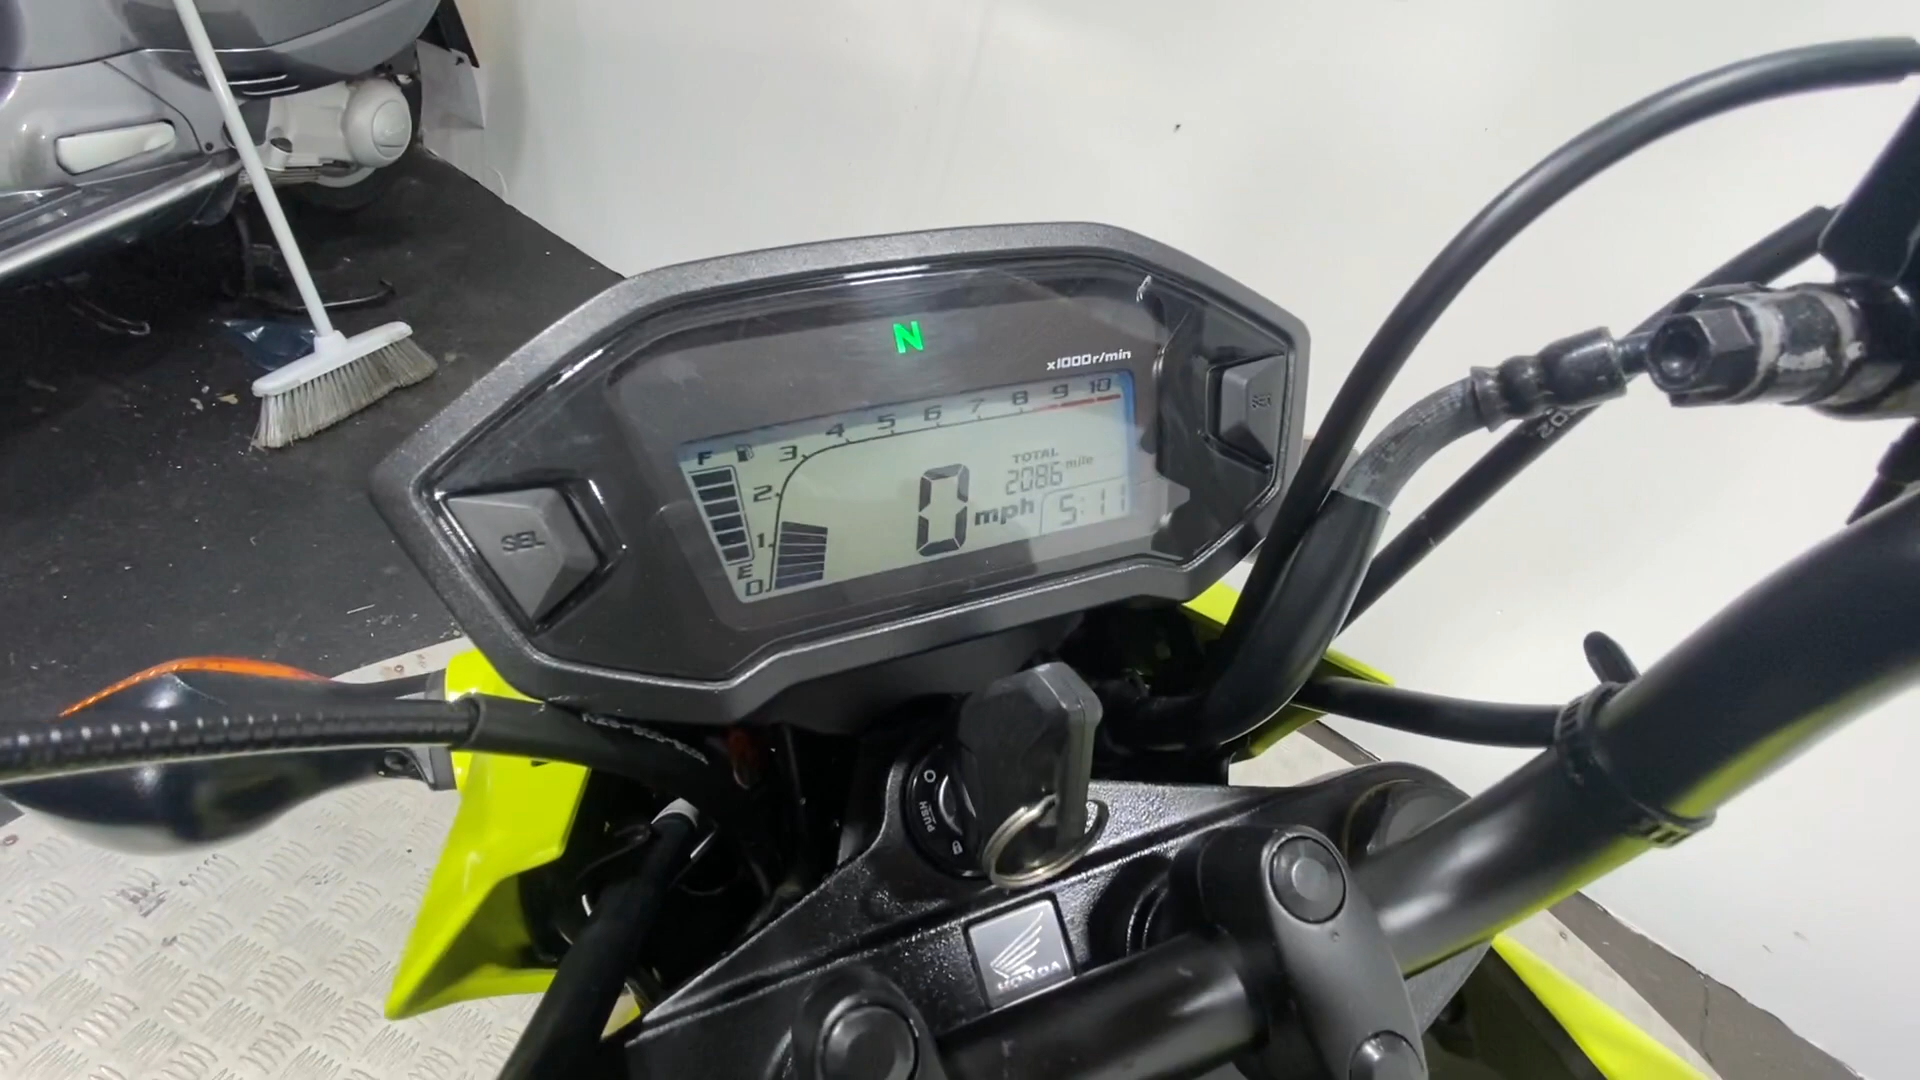 N
x1000r/min
F
3 4 5 6 7 8 9 10
2
1
0
E
TOTAL
2086 mile
0 mph
5:11
SEL
PUSH
HONDA